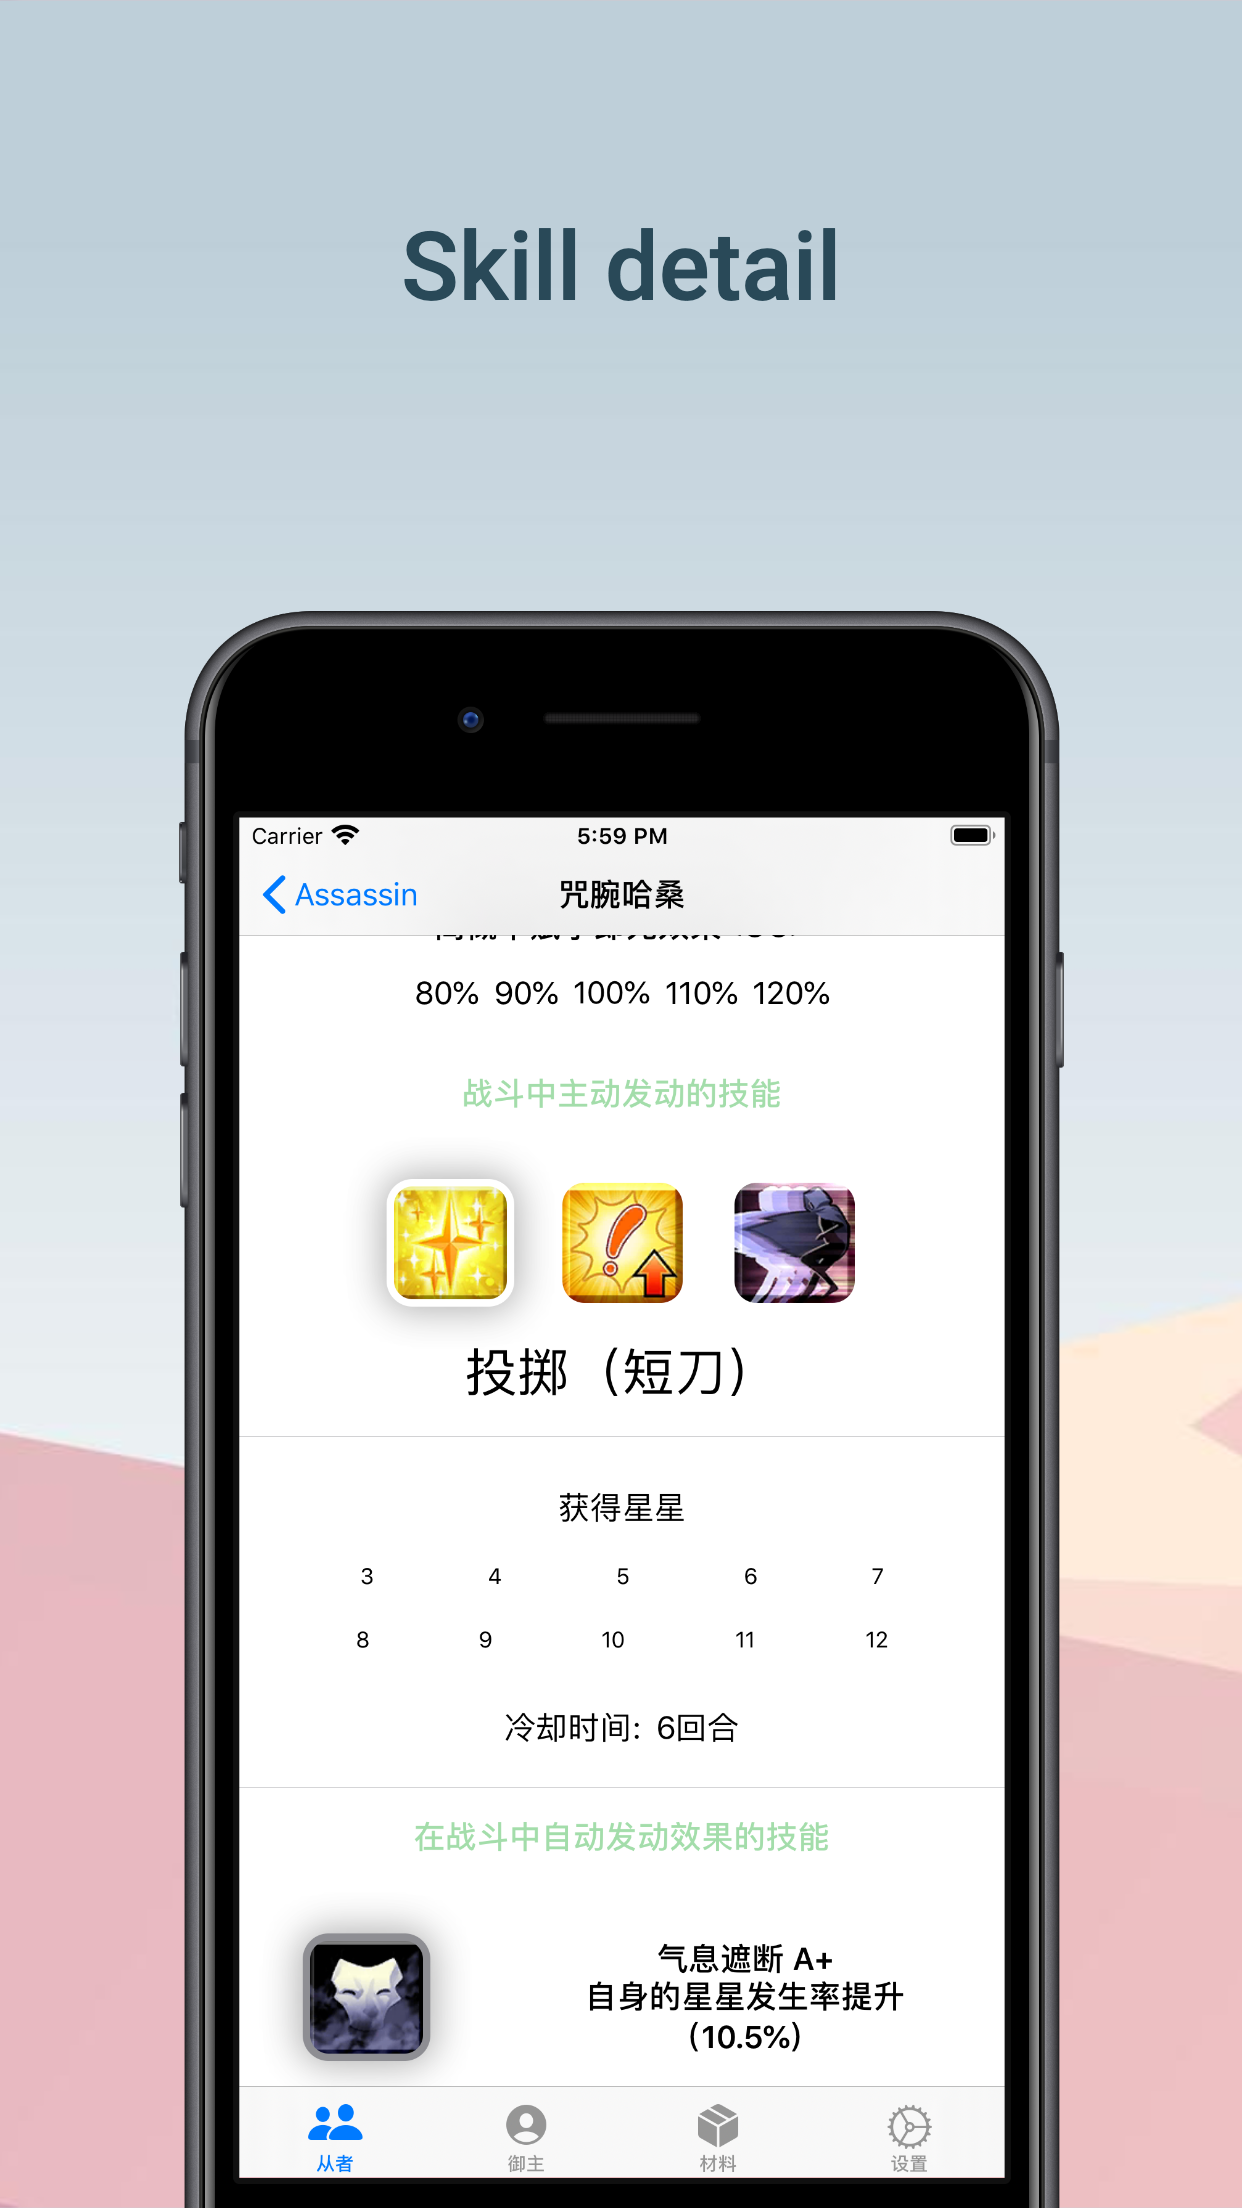 Skill detail
Carrier
5:59 PM
Assassin
咒腕哈桑
80% 90% 100% 110% 120%
战斗中主动发动的技能
投掷（短刀）
获得星星
3 4 5 6 7
8 9 10 11 12
冷却时间: 6回合
在战斗中自动发动效果的技能
气息遮断 A+
自身的星星发生率提升
(10.5%)
从者 御主 材料 设置